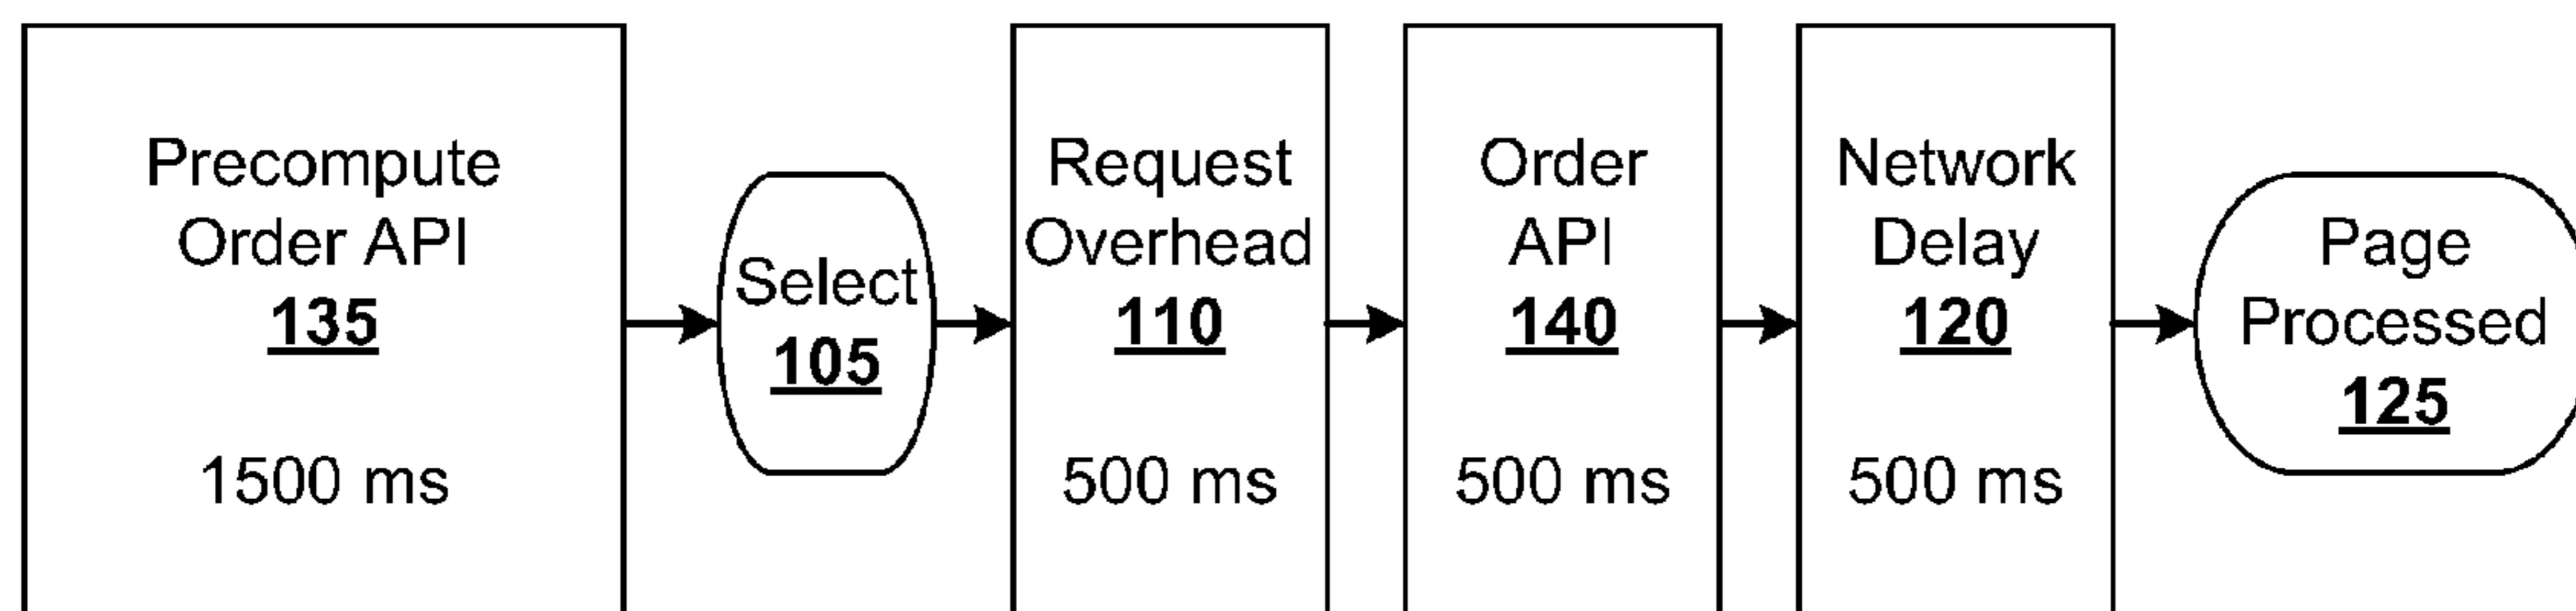 Precompute
Order API
135
1500 ms
Select
105
Request
Overhead
110
500 ms
Order
API
140
500 ms
Network
Delay
120
500 ms
Page
Processed
125